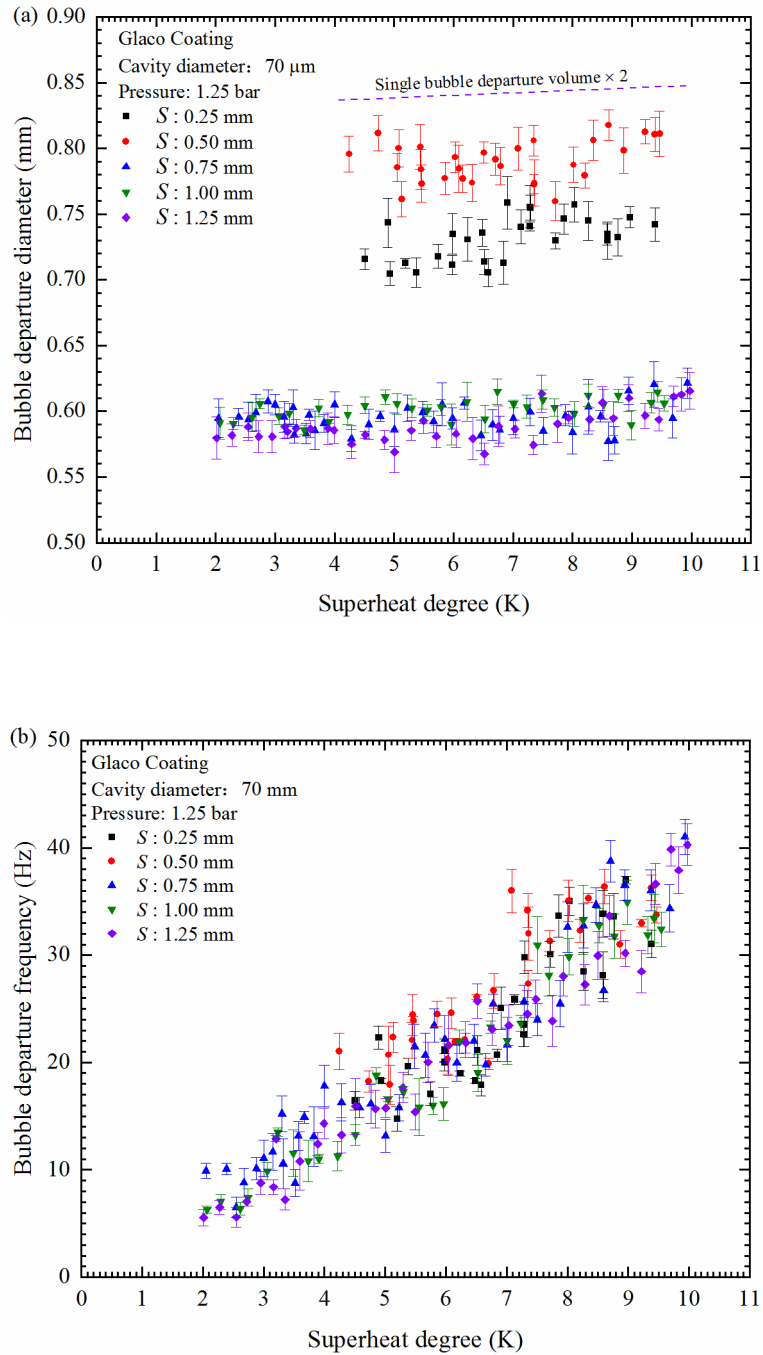 (a)
0.90
Glaco Coating
Cavity diameter：70 μm
Pressure: 1.25 bar
S : 0.25 mm
S : 0.50 mm
S : 0.75 mm
S : 1.00 mm
S : 1.25 mm
Single bubble departure volume × 2
0.85
0.80
0.75
0.70
0.65
0.60
0.55
0.50
Bubble departure diameter (mm)
0 1 2 3 4 5 6 7 8 9 10 11
Superheat degree (K)
(b)
50
Glaco Coating
Cavity diameter：70 mm
Pressure: 1.25 bar
S : 0.25 mm
S : 0.50 mm
S : 0.75 mm
S : 1.00 mm
S : 1.25 mm
40
30
20
10
0
Bubble departure frequency (Hz)
0 1 2 3 4 5 6 7 8 9 10 11
Superheat degree (K)